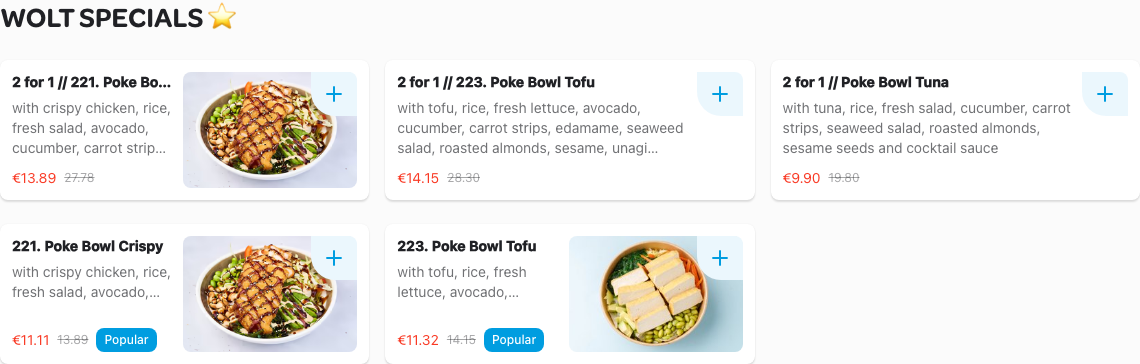 WOLT SPECIALS ⭐
2 for 1 // 221. Poke Bo...
with crispy chicken, rice,
fresh salad, avocado,
cucumber, carrot strip...
€13.89 27.78
2 for 1 // 223. Poke Bowl Tofu
with tofu, rice, fresh lettuce, avocado,
cucumber, carrot strips, edamame, seaweed
salad, roasted almonds, sesame, unagi...
€14.15 28.30
2 for 1 // Poke Bowl Tuna
with tuna, rice, fresh salad, cucumber, carrot
strips, seaweed salad, roasted almonds,
sesame seeds and cocktail sauce
€9.90 19.80
221. Poke Bowl Crispy
with crispy chicken, rice,
fresh salad, avocado,...
€11.11 13.89 Popular
223. Poke Bowl Tofu
with tofu, rice, fresh
lettuce, avocado,...
€11.32 14.15 Popular